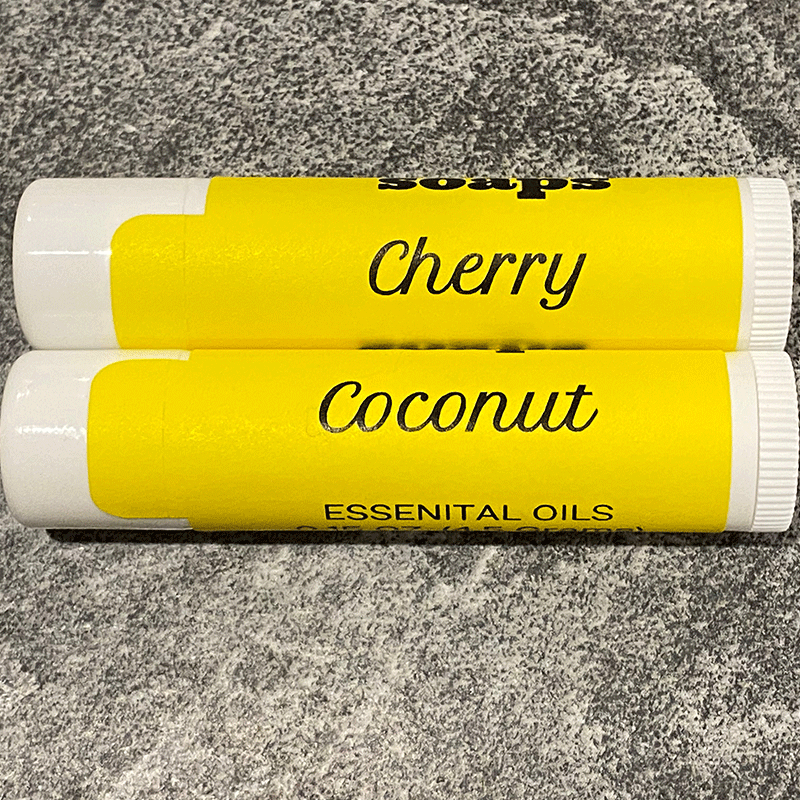 soaps
Cherry
Coconut
ESSENITAL OILS